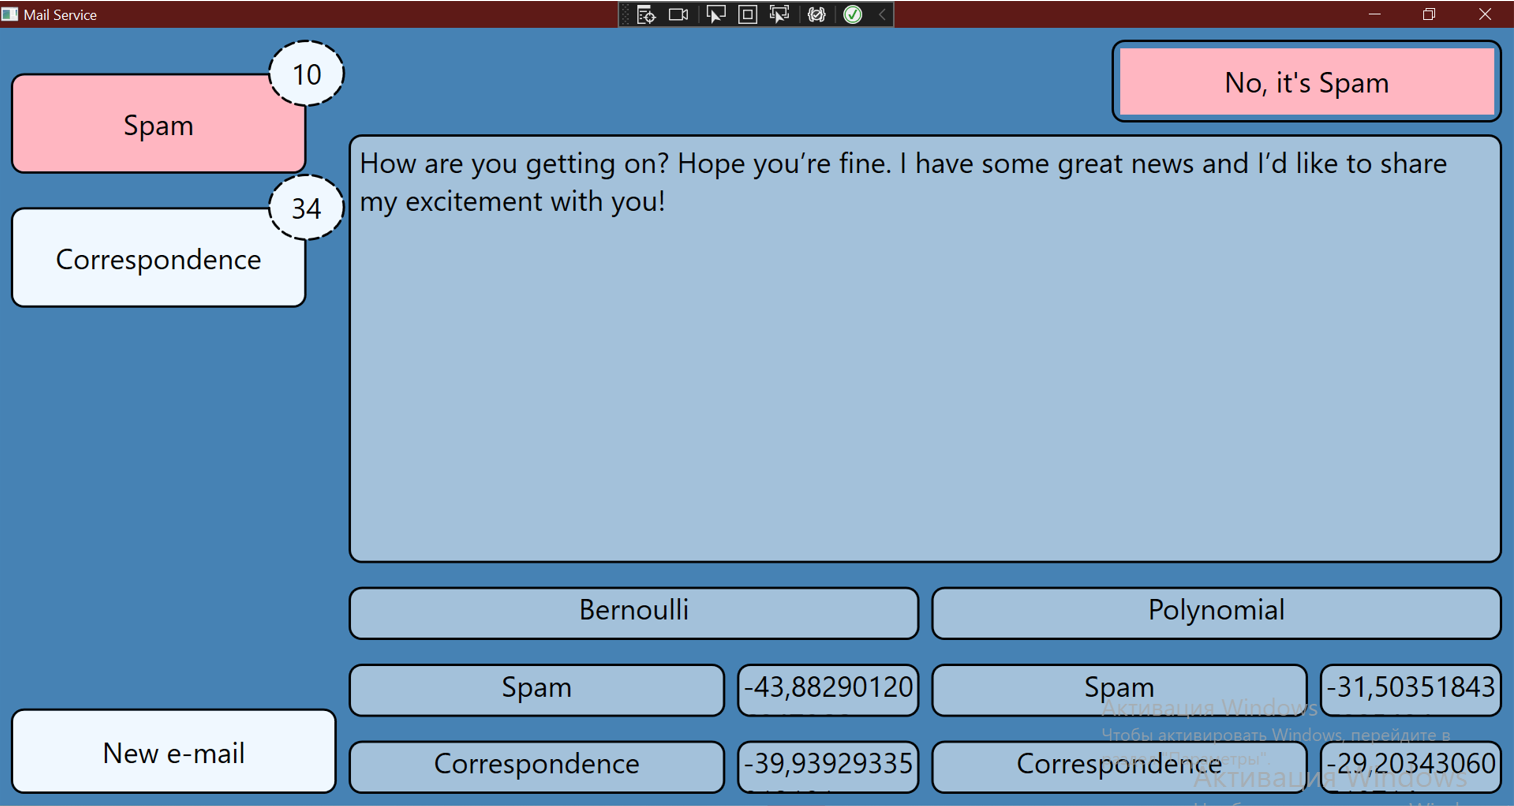 Mail Service
10
Spam
34
Correspondence
New e-mail
No, it's Spam
How are you getting on? Hope you’re fine. I have some great news and I’d like to share
my excitement with you!
Bernoulli
Polynomial
Spam
-43,88290120
Spam
-31,50351843
Correspondence
-39,93929335
Correspondence
-29,20343060
Активация Windows
Чтобы активировать Windows, перейдите в
"Параметры".
Активация Windows